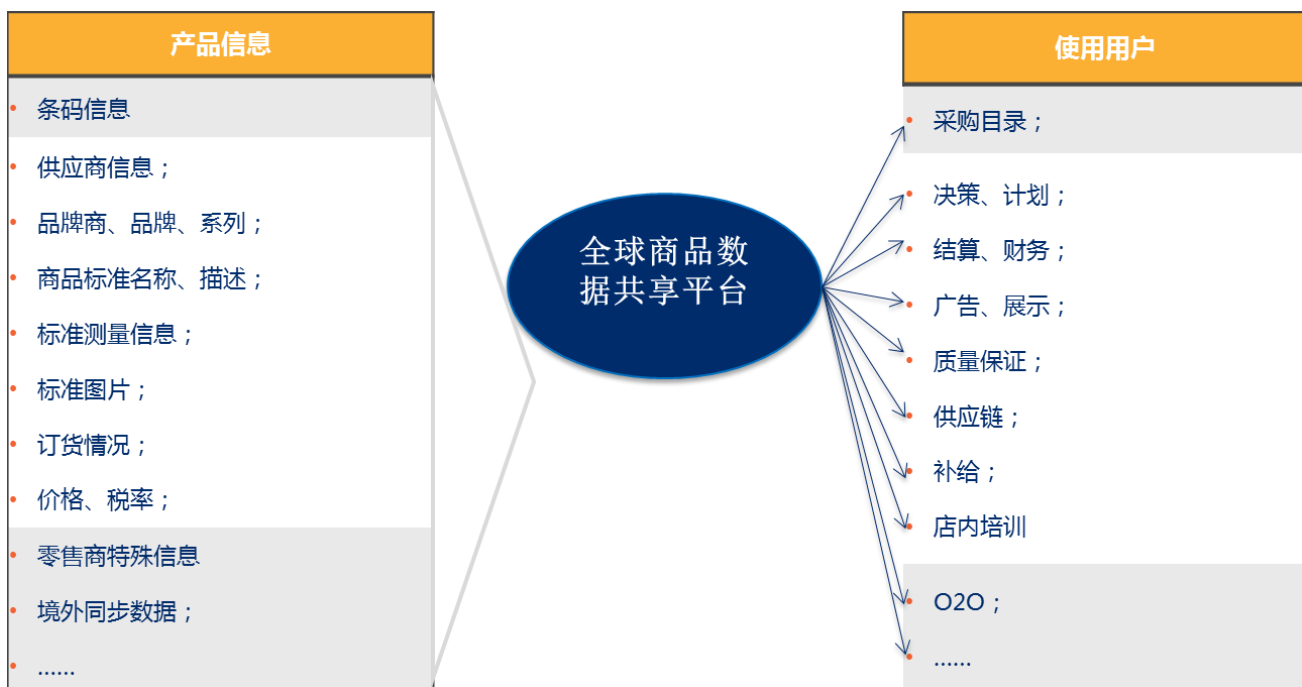 产品信息
条码信息
供应商信息；
品牌商、品牌、系列；
商品标准名称、描述；
标准测量信息；
标准图片；
订货情况；
价格、税率；
零售商特殊信息
境外同步数据；
......
全球商品数
据共享平台
使用用户
采购目录；
决策、计划；
结算、财务；
广告、展示；
质量保证；
供应链；
补给；
店内培训
O2O；
......